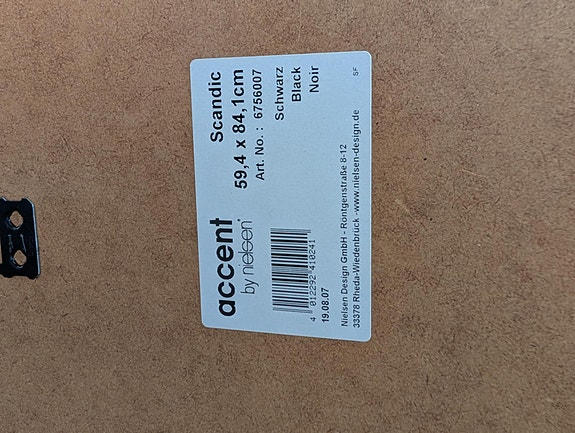 accent
by nielsen®
Scandic
59,4 x 84,1cm
Art. No. : 6756007
Schwarz
Black
Noir
4 012292 410241
19.08.07
Nielsen Design GmbH - Röntgenstraße 8-12
33378 Rheda-Wiedenbrück -www.nielsen-design.de
SF